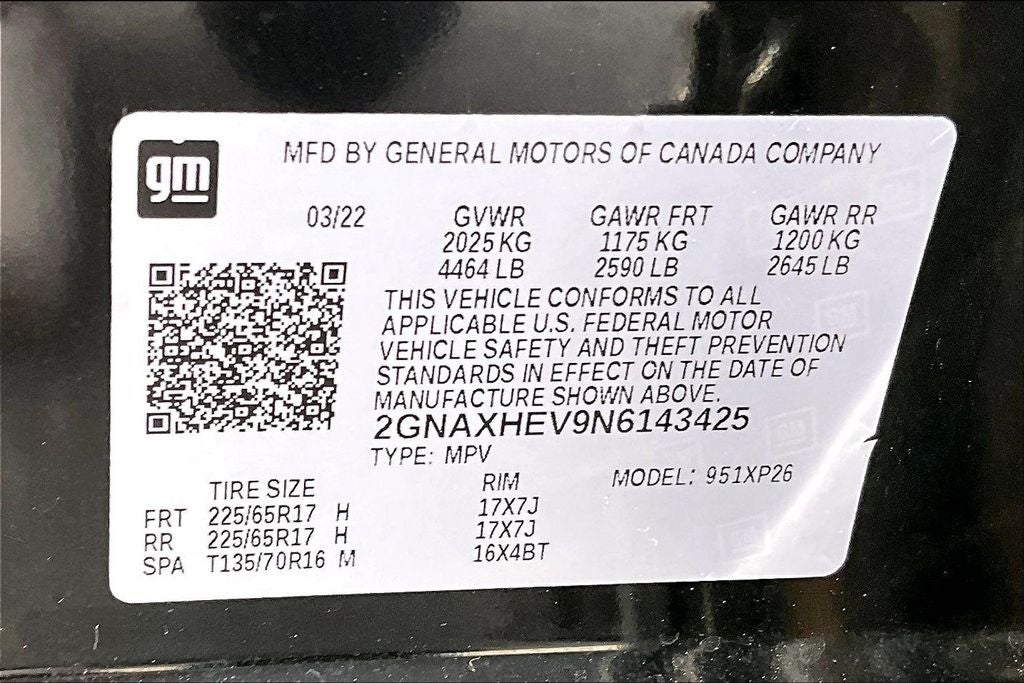 gm
MFD BY GENERAL MOTORS OF CANADA COMPANY
03/22 GVWR GAWR FRT GAWR RR
2025 KG 1175 KG 1200 KG
4464 LB 2590 LB 2645 LB
THIS VEHICLE CONFORMS TO ALL
APPLICABLE U.S. FEDERAL MOTOR
VEHICLE SAFETY AND THEFT PREVENTION
STANDARDS IN EFFECT ON THE DATE OF
MANUFACTURE SHOWN ABOVE.
2GNAXHEV9N6143425
TYPE: MPV
TIRE SIZE RIM MODEL: 951XP26
FRT 225/65R17 H 17X7J
RR 225/65R17 H 17X7J
SPA T135/70R16 M 16X4BT